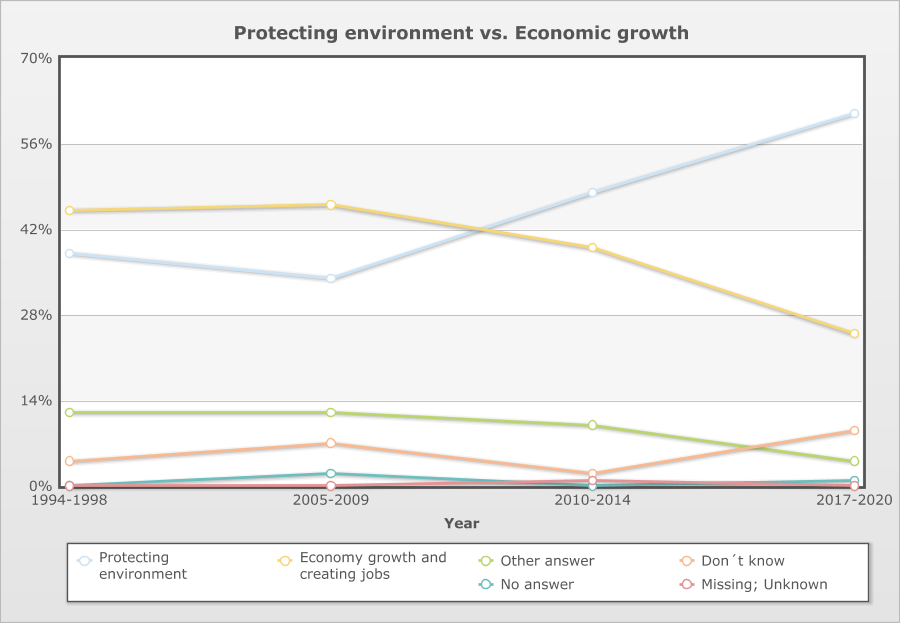 Protecting environment vs. Economic growth
70%
56%
42%
28%
14%
0%
1994-1998 2005-2009 2010-2014 2017-2020
Year
Protecting environment
Economy growth and creating jobs
Other answer
Don´t know
No answer
Missing; Unknown